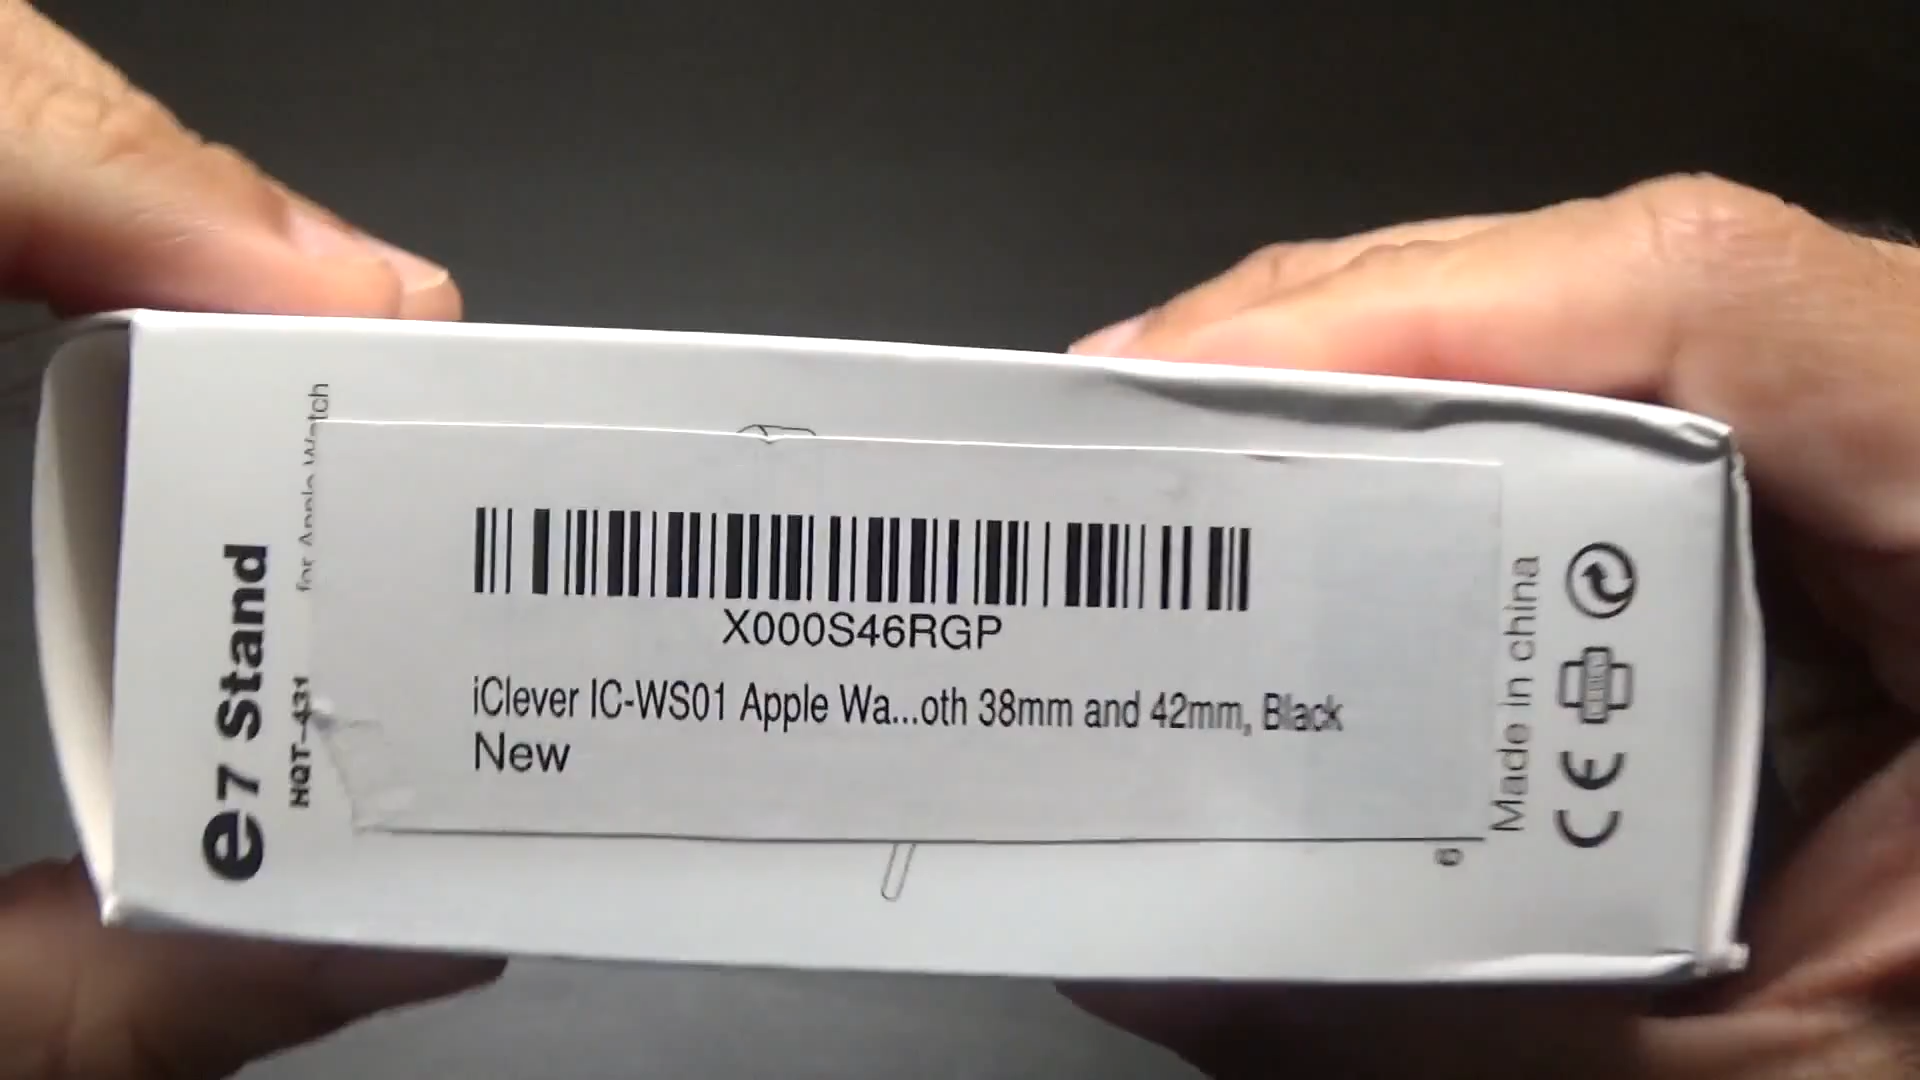 e7 Stand
NQT-431
for Apple Watch
X000S46RGP
iClever IC-WS01 Apple Wa...oth 38mm and 42mm, Black
New
Made in china
CE